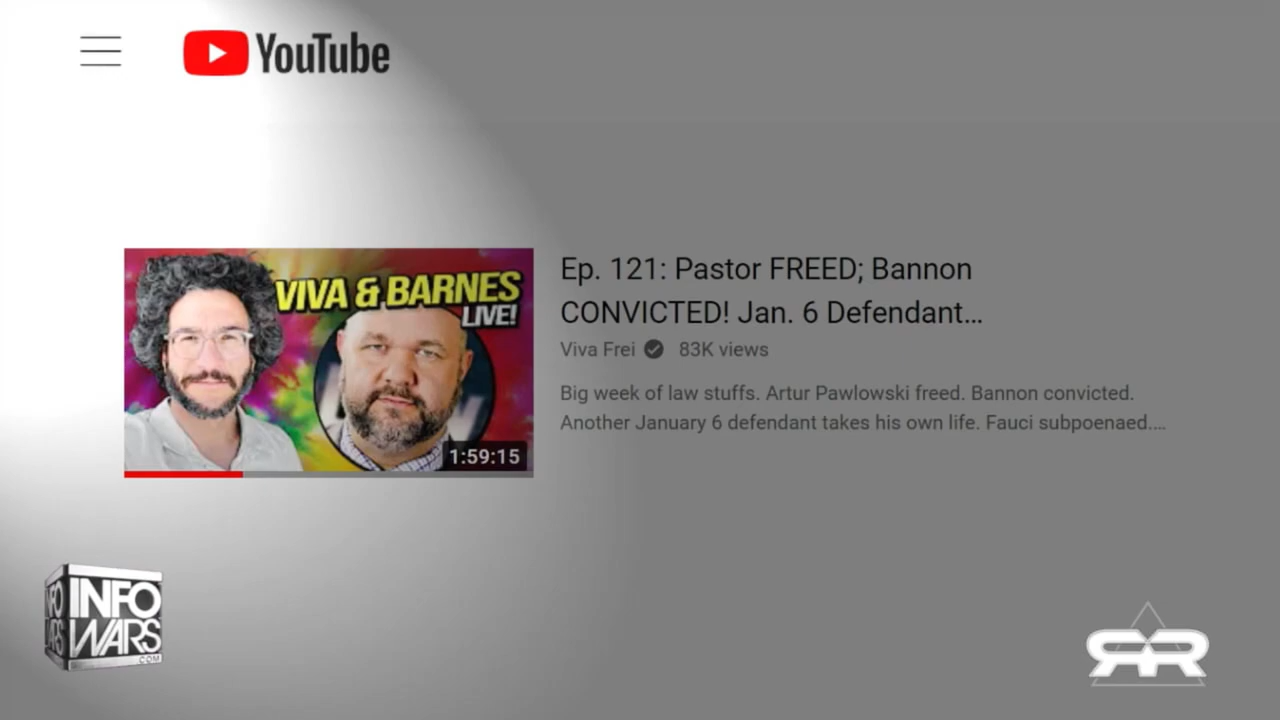 YouTube
VIVA & BARNES
LIVE!
1:59:15
Ep. 121: Pastor FREED; Bannon
CONVICTED! Jan. 6 Defendant...
Viva Frei 83K views
Big week of law stuffs. Artur Pawlowski freed. Bannon convicted.
Another January 6 defendant takes his own life. Fauci subpoenaed....
INFO
WARS
.COM
RR